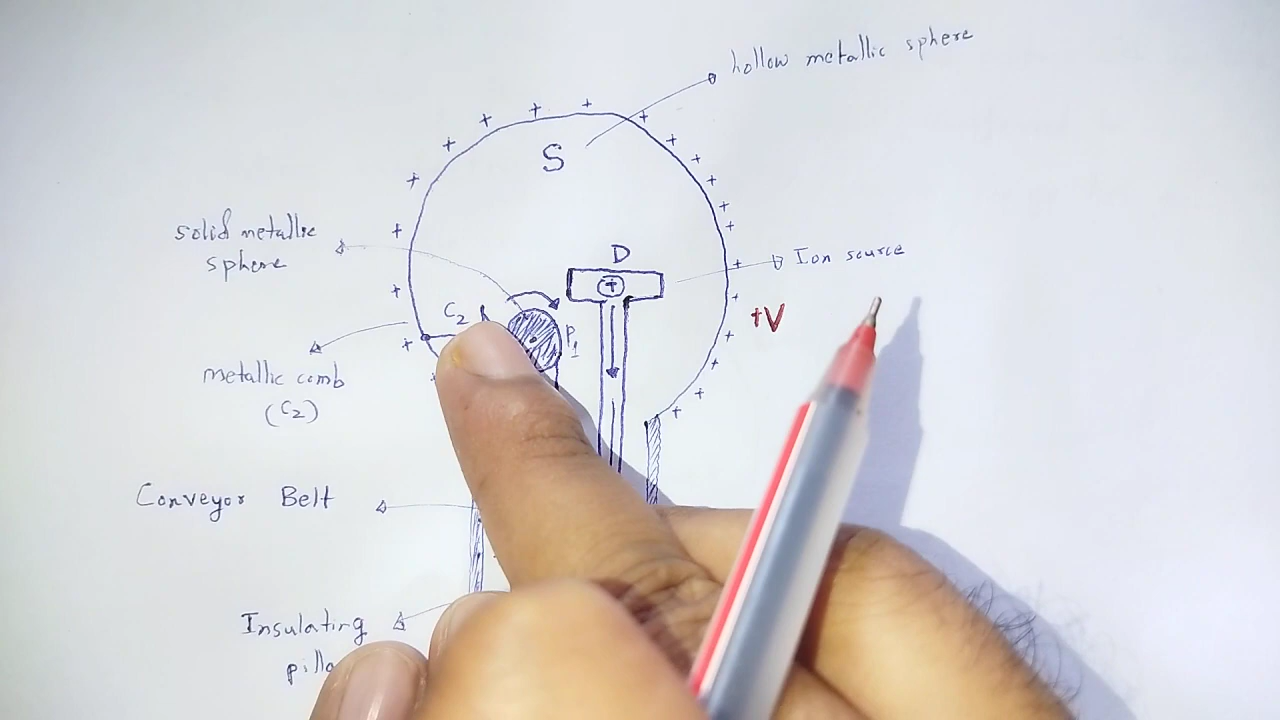 hollow metallic sphere
S
solid metallic
sphere
D
Ion source
+
C2
P1
+V
metallic comb
(C2)
Conveyor Belt
Insulating